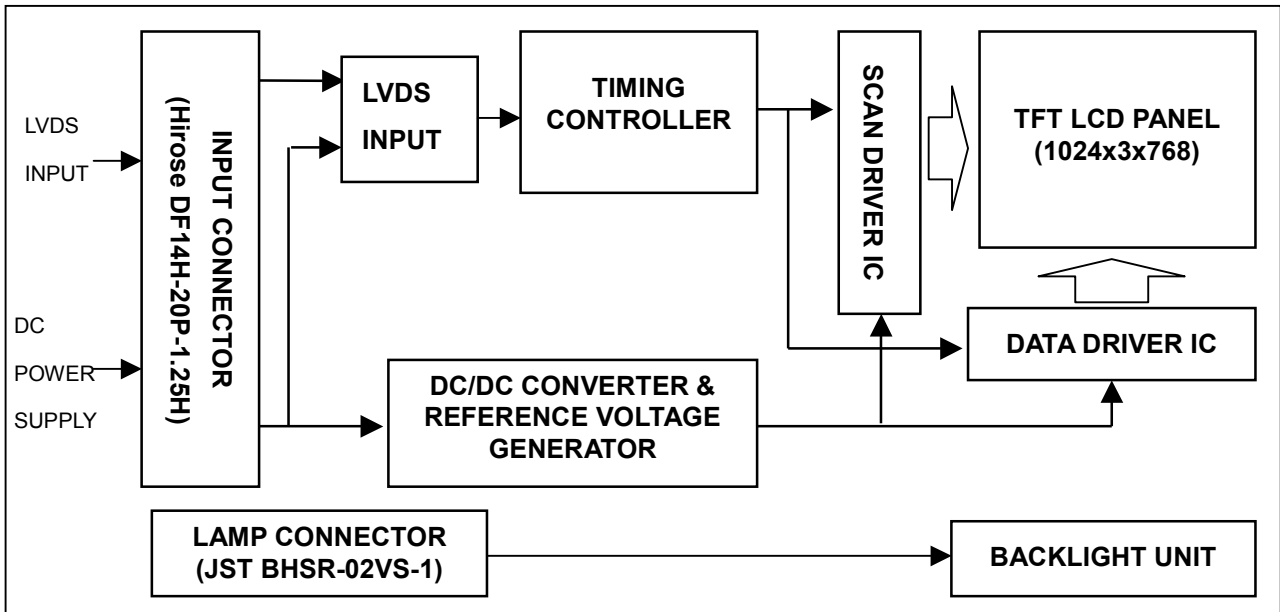 LVDS
INPUT
DC
POWER
SUPPLY
INPUT CONNECTOR
(Hirose DF14H-20P-1.25H)
LVDS
INPUT
TIMING
CONTROLLER
SCAN DRIVER IC
TFT LCD PANEL
(1024x3x768)
DATA DRIVER IC
DC/DC CONVERTER &
REFERENCE VOLTAGE
GENERATOR
LAMP CONNECTOR
(JST BHSR-02VS-1)
BACKLIGHT UNIT